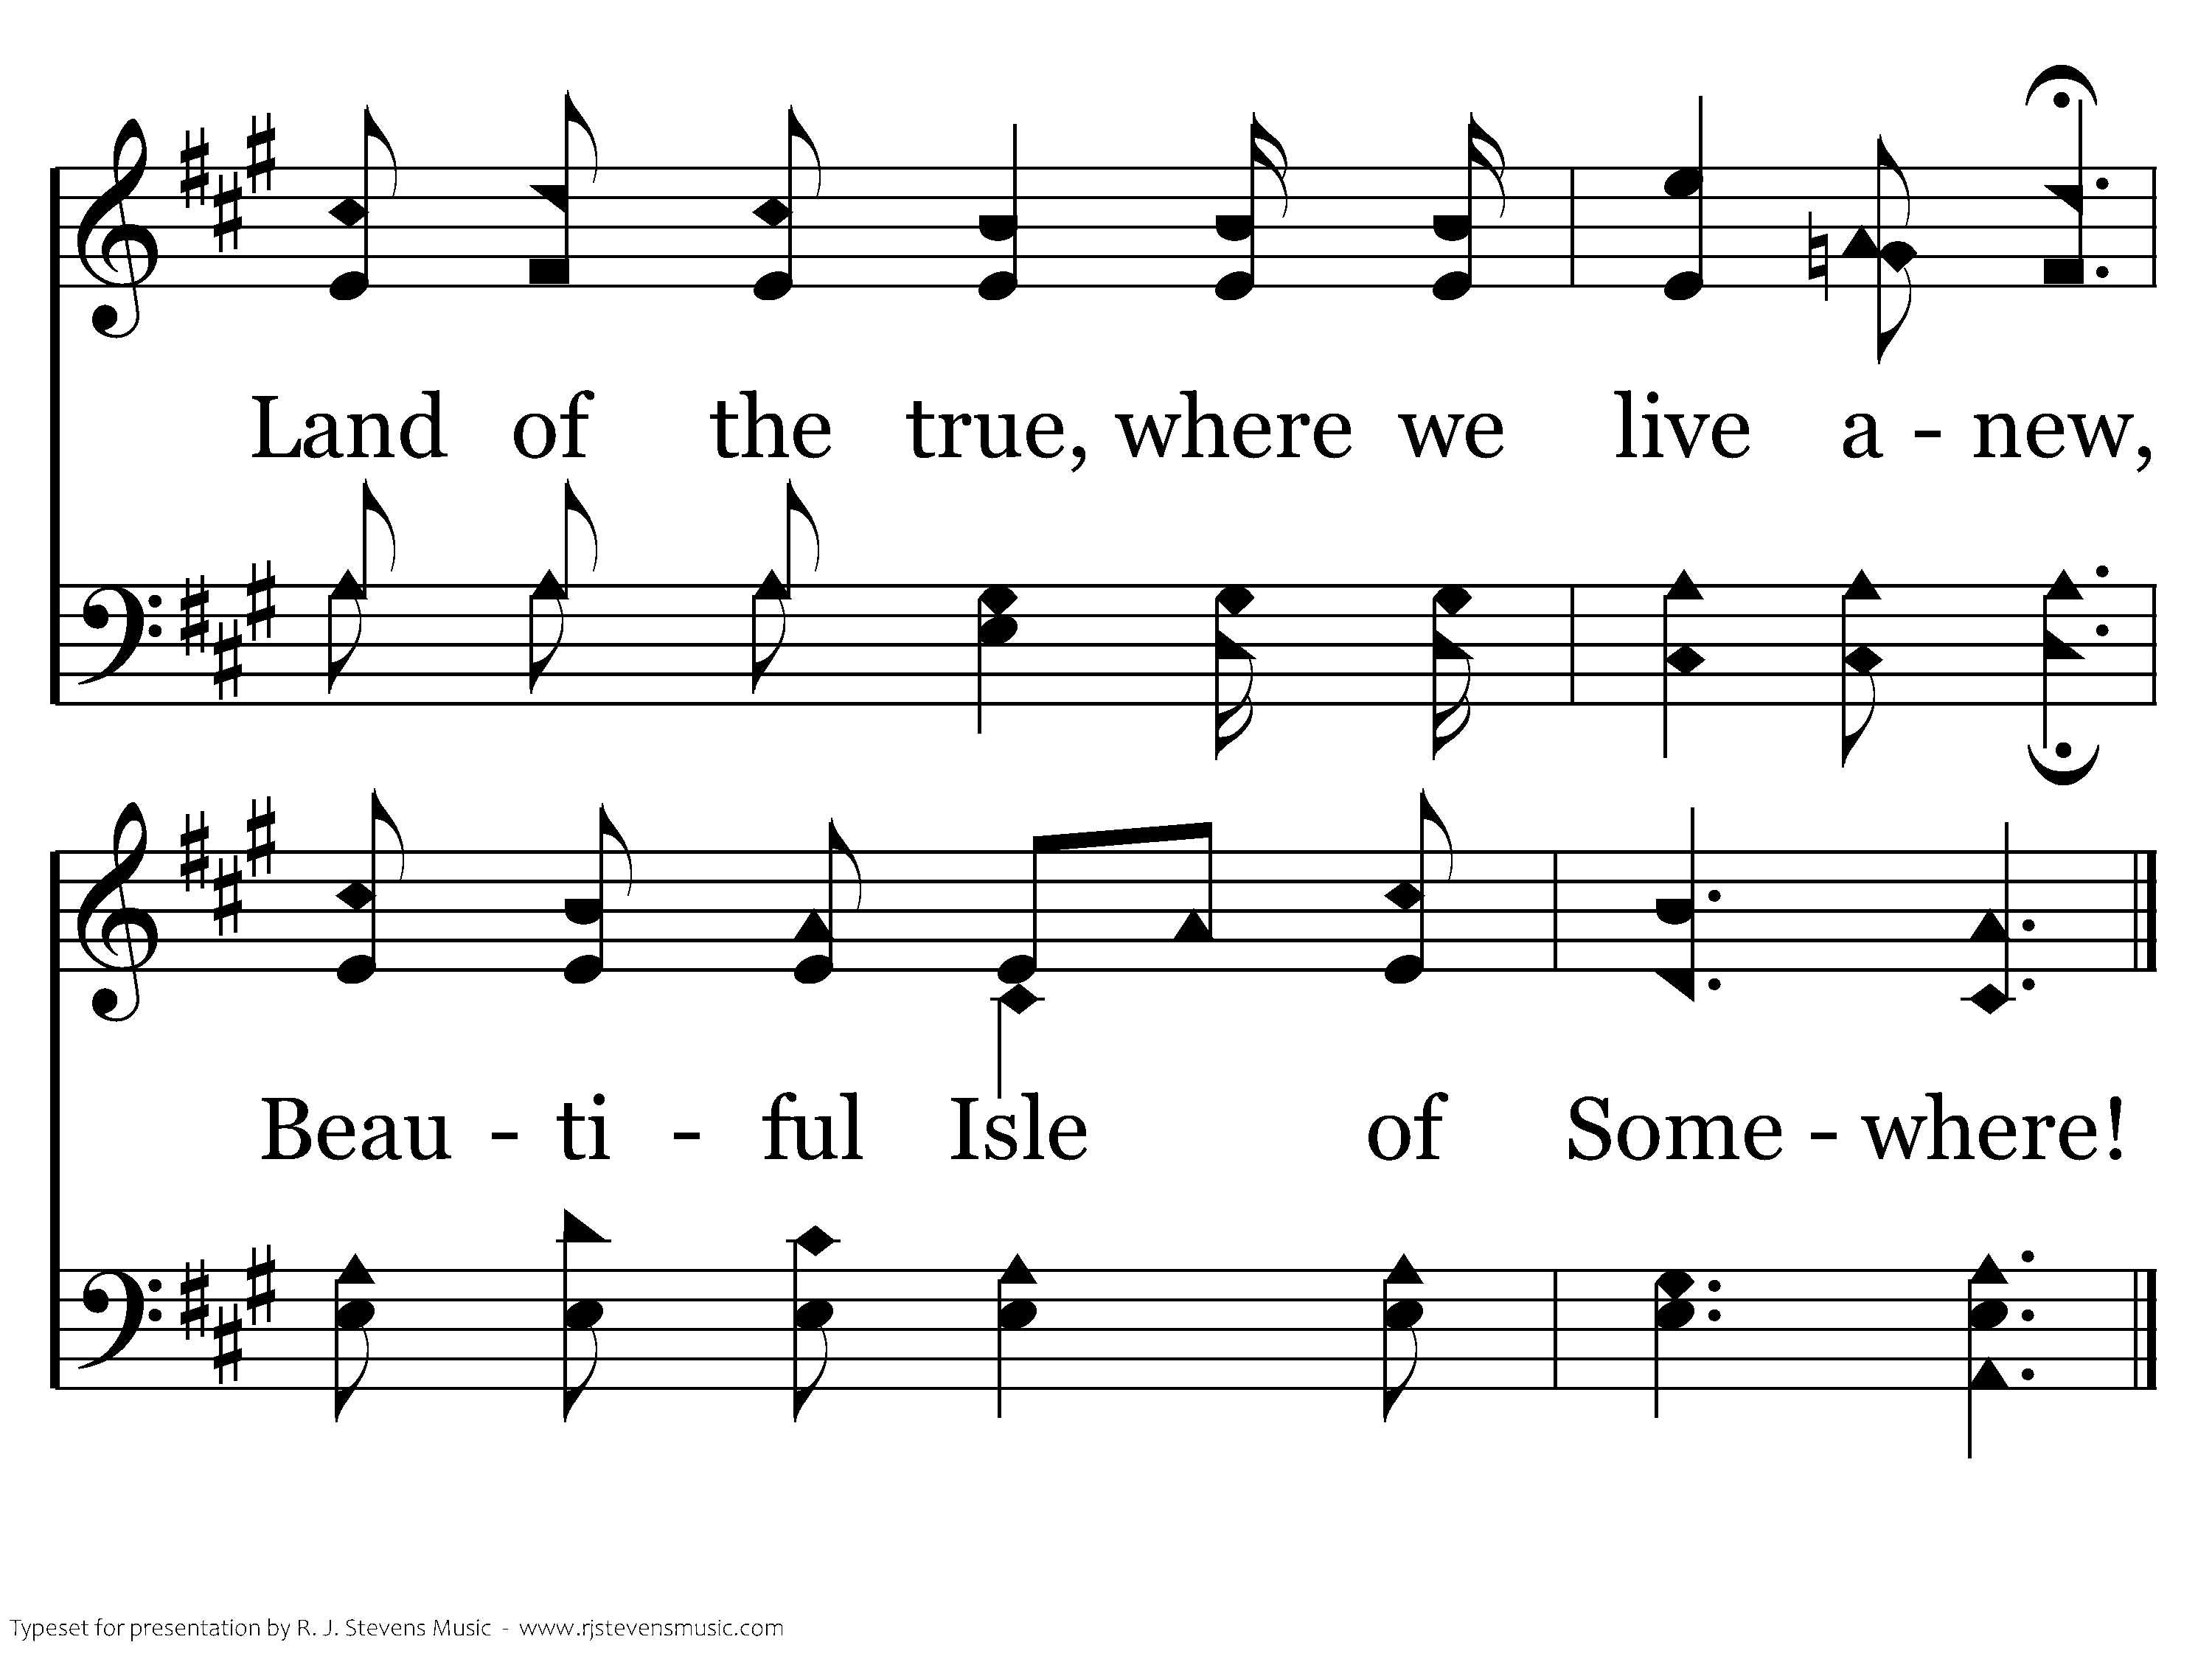 Land of the true, where we live a - new,
Beau - ti - ful Isle of Some - where!
Typeset for presentation by R. J. Stevens Music - www.rjstevensmusic.com